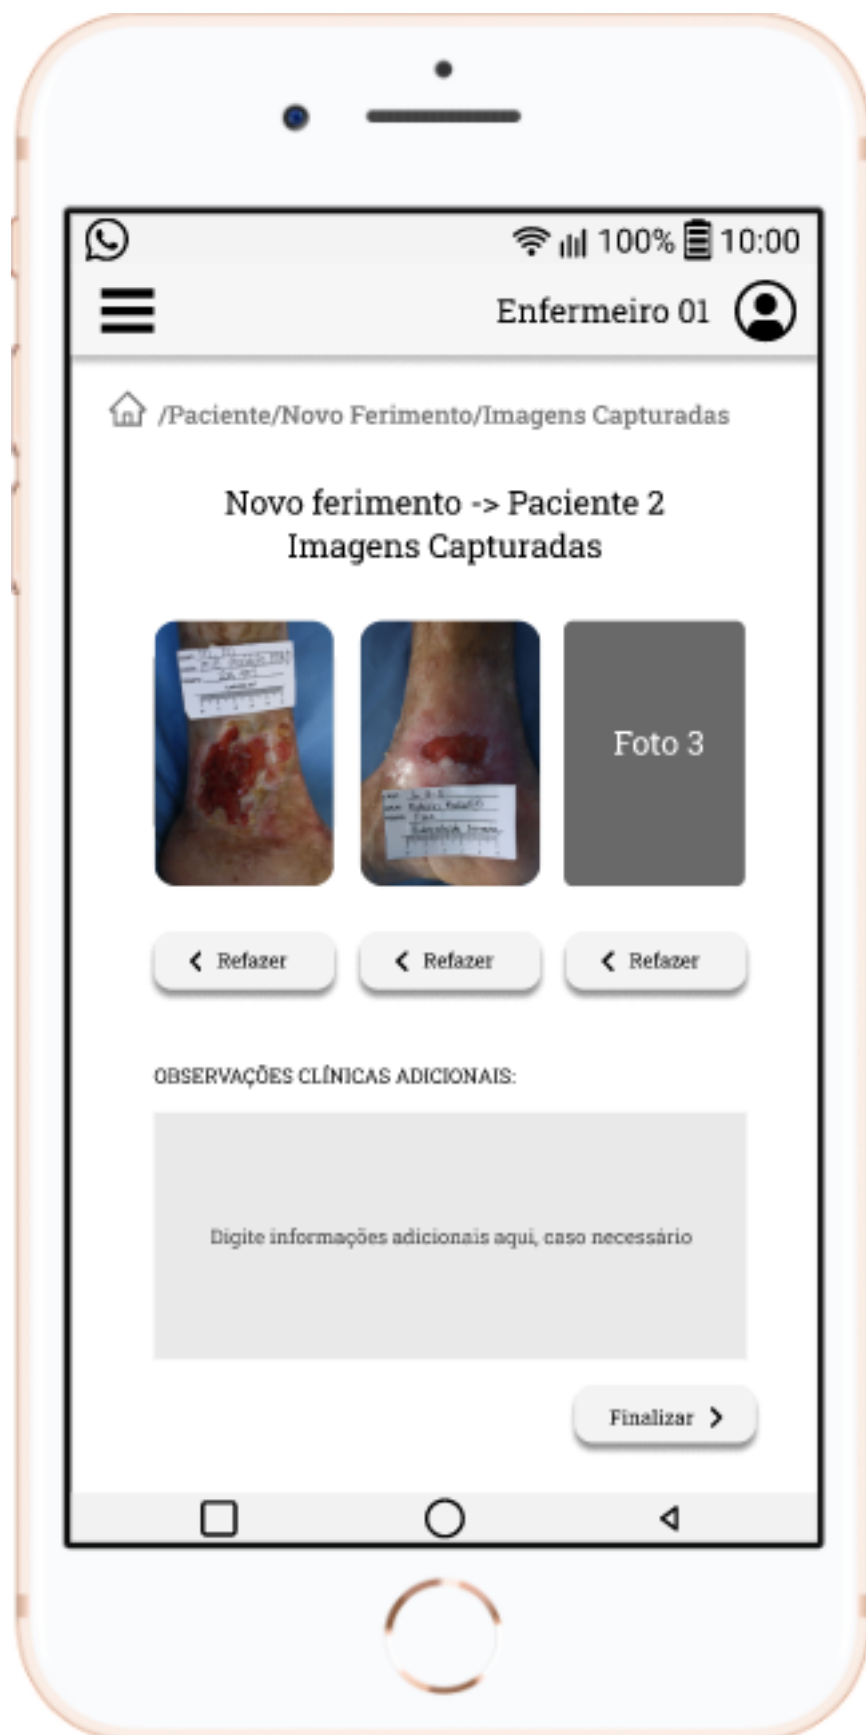 100% 10:00
Enfermeiro 01
/Paciente/Novo Ferimento/Imagens Capturadas
Novo ferimento -> Paciente 2
Imagens Capturadas
Foto 3
Refazer Refazer Refazer
OBSERVAÇÕES CLÍNICAS ADICIONAIS:
Digite informações adicionais aqui, caso necessário
Finalizar